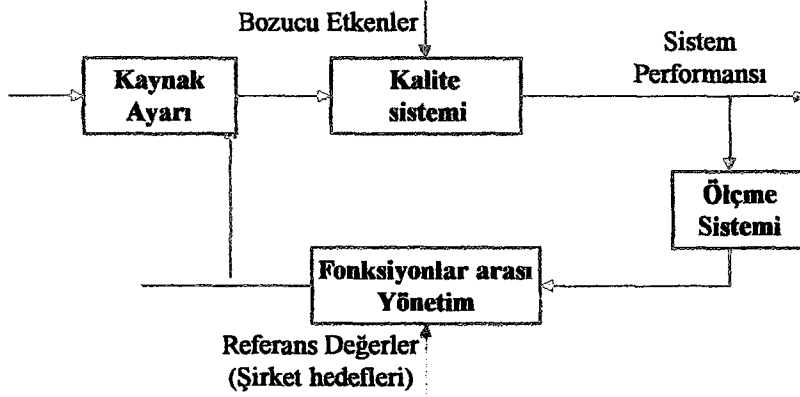 Bozucu Etkenler
Sistem
Performansı
Kaynak
Ayarı
Kalite
sistemi
Ölçme
Sistemi
Fonksiyonlar arası
Yönetim
Referans Değerler
(Şirket hedefleri)